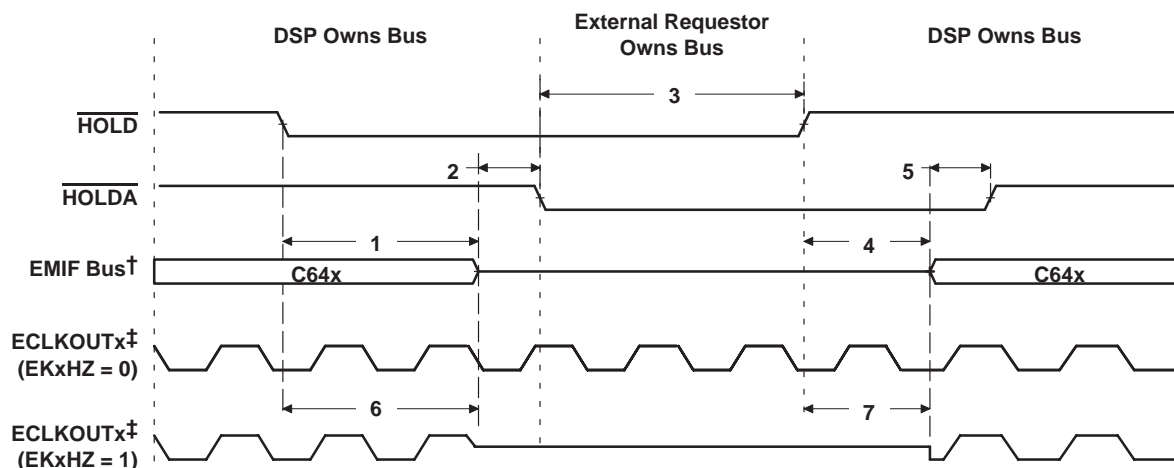 DSP Owns Bus
External Requestor
Owns Bus
DSP Owns Bus
3
HOLD
2
5
HOLDA
1
4
EMIF Bus†
C64x
C64x
ECLKOUTx‡
(EKxHZ = 0)
6
7
ECLKOUTx‡
(EKxHZ = 1)